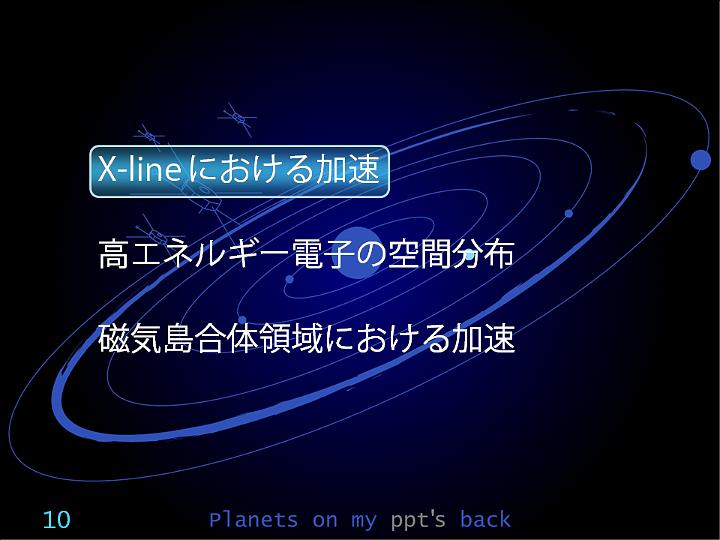 X-lineにおける加速
高エネルギー電子の空間分布
磁気島合体領域における加速
10
Planets on my ppt's back